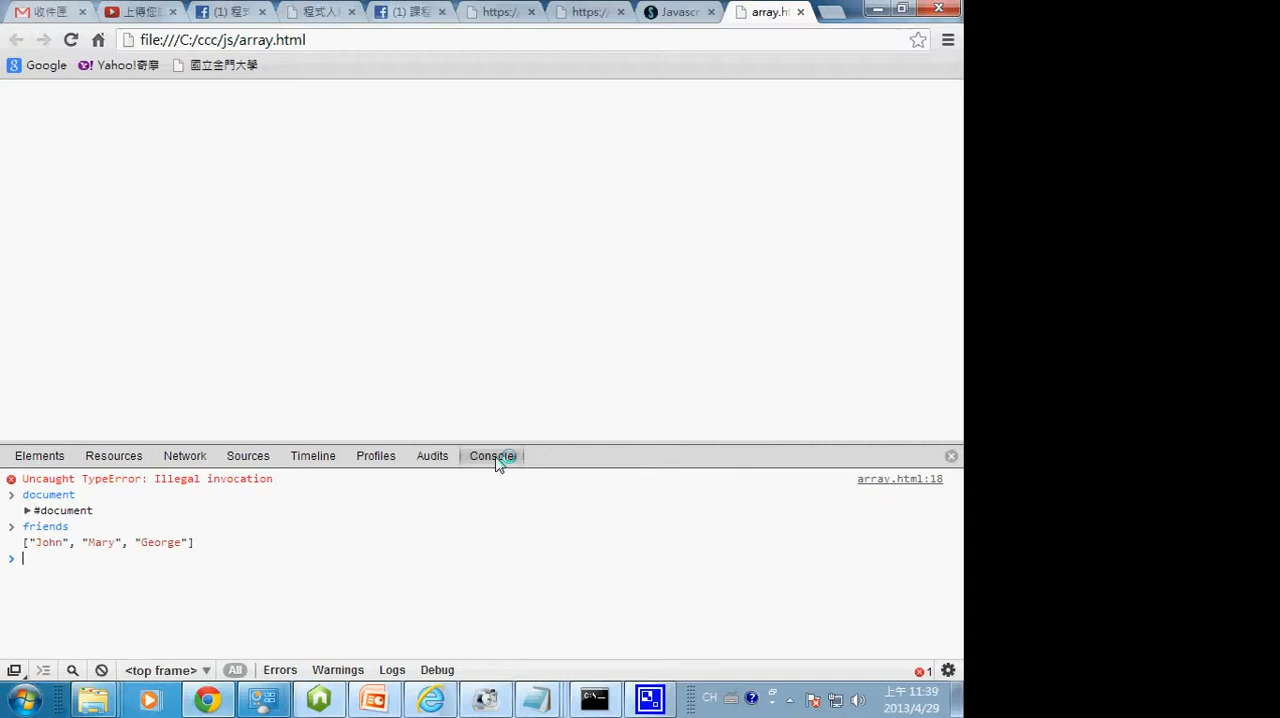 收件匣
上傳您
(1) 程
程式人
(1) 課程
https:/
https:/
Javascr
array.h
file:///C:/ccc/js/array.html
Google
Yahoo!奇摩
國立金門大學
Elements
Resources
Network
Sources
Timeline
Profiles
Audits
Console
Uncaught TypeError: Illegal invocation
array.html:18
document
#document
friends
["John", "Mary", "George"]
<top frame>
All
Errors
Warnings
Logs
Debug
1
CH
上午 11:39
2013/4/29